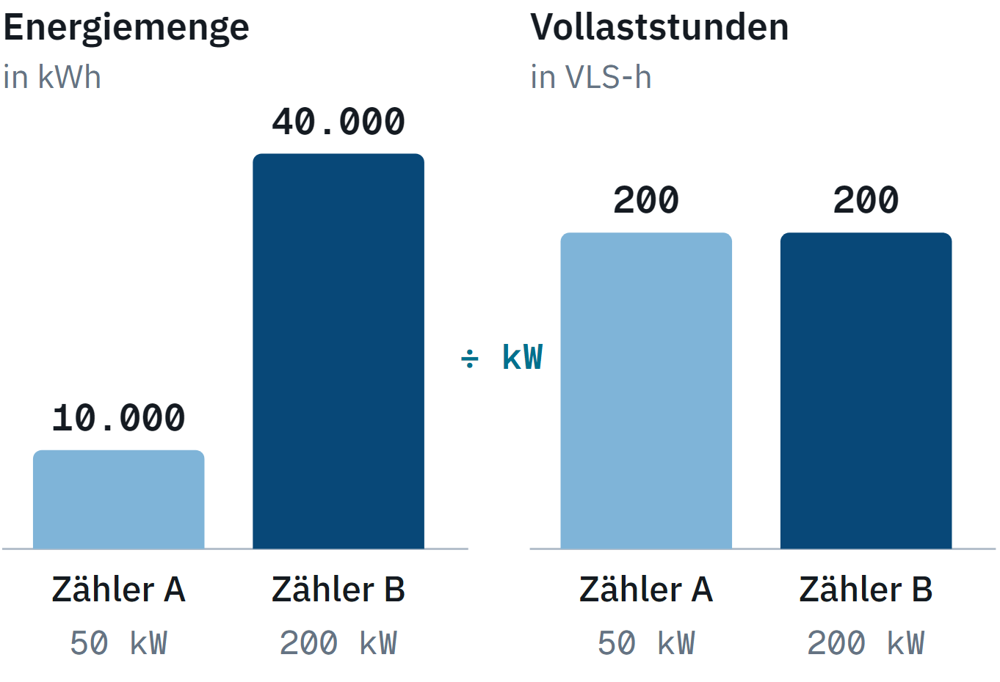 Energiemenge
in kWh
10.000
40.000
Zähler A
Zähler B
50 kW
200 kW
÷ kW
Vollaststunden
in VLS-h
200
200
Zähler A
Zähler B
50 kW
200 kW